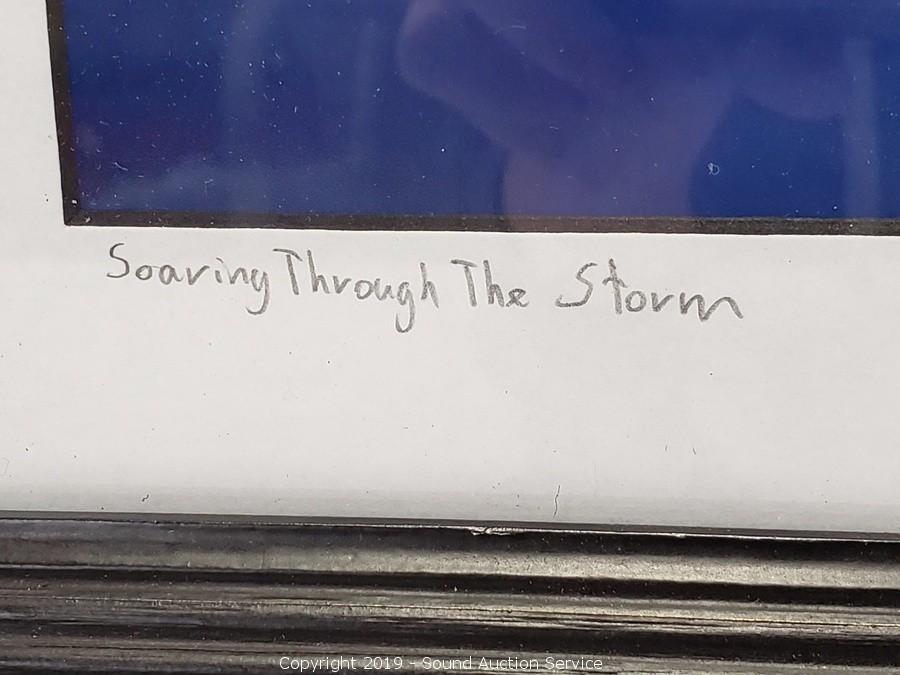 Soaring Through The Storm
Copyright 2019 - Sound Auction Service